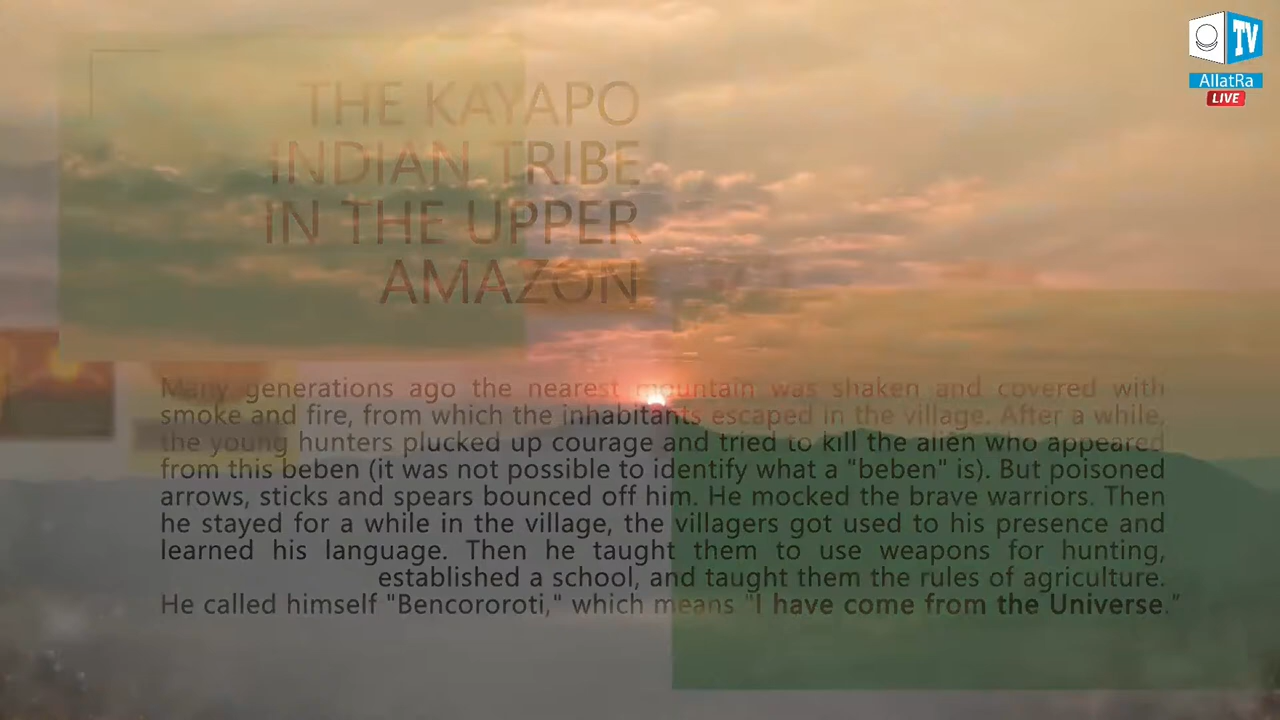 TV
AllatRa
LIVE
THE KAYAPO
INDIAN TRIBE
IN THE UPPER
AMAZON
Many generations ago the nearest mountain was shaken and covered with
smoke and fire, from which the inhabitants escaped in the village. After a while,
the young hunters plucked up courage and tried to kill the alien who appeared
from this beben (it was not possible to identify what a "beben" is). But poisoned
arrows, sticks and spears bounced off him. He mocked the brave warriors. Then
he stayed for a while in the village, the villagers got used to his presence and
learned his language. Then he taught them to use weapons for hunting,
established a school, and taught them the rules of agriculture.
He called himself "Bencororoti," which means "I have come from the Universe."